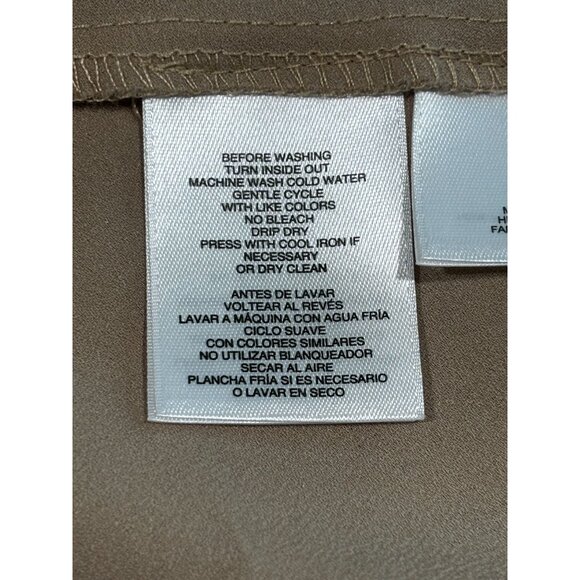 BEFORE WASHING
TURN INSIDE OUT
MACHINE WASH COLD WATER
GENTLE CYCLE
WITH LIKE COLORS
NO BLEACH
DRIP DRY
PRESS WITH COOL IRON IF
NECESSARY
OR DRY CLEAN
ANTES DE LAVAR
VOLTEAR AL REVÉS
LAVAR A MÁQUINA CON AGUA FRÍA
CICLO SUAVE
CON COLORES SIMILARES
NO UTILIZAR BLANQUEADOR
SECAR AL AIRE
PLANCHA FRÍA SI ES NECESARIO
O LAVAR EN SECO